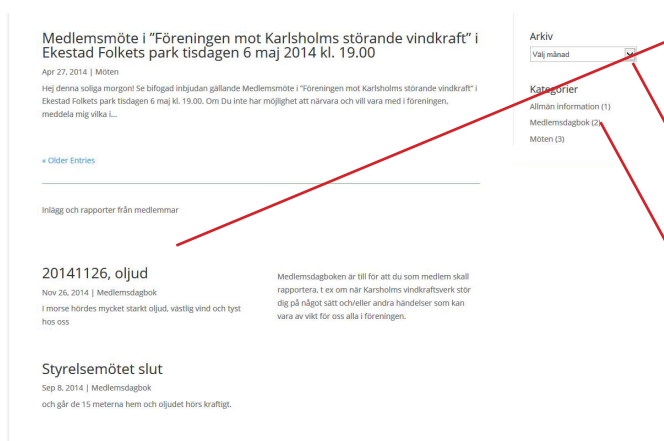 Medlemsmöte i "Föreningen mot Karlsholms störande vindkraft" i
Ekestad Folkets park tisdagen 6 maj 2014 kl. 19.00
Apr 27, 2014 | Möten
Hej denna soliga morgon! Se bifogad inbjudan gällande Medlemsmöte i "Föreningen mot Karlsholms störande vindkraft" i
Ekestad Folkets park tisdagen 6 maj kl. 19.00. Om Du inte har möjlighet att närvara och vill vara med i föreningen,
meddela mig vilka i...
« Older Entries
Arkiv
Välj månad
Kategorier
Allmän information (1)
Medlemsdagbok (2)
Möten (3)
Inlägg och rapporter från medlemmar
20141126, oljud
Nov 26, 2014 | Medlemsdagbok
I morse hördes mycket starkt oljud, västlig vind och tyst
hos oss
Medlemsdagboken är till för att du som medlem skall
rapportera, t ex om när Karsholms vindkraftsverk stör
dig på något sätt och/eller andra händelser som kan
vara av vikt för oss alla i föreningen.
Styrelsemötet slut
Sep 8, 2014 | Medlemsdagbok
och går de 15 meterna hem och oljudet hörs kraftigt.